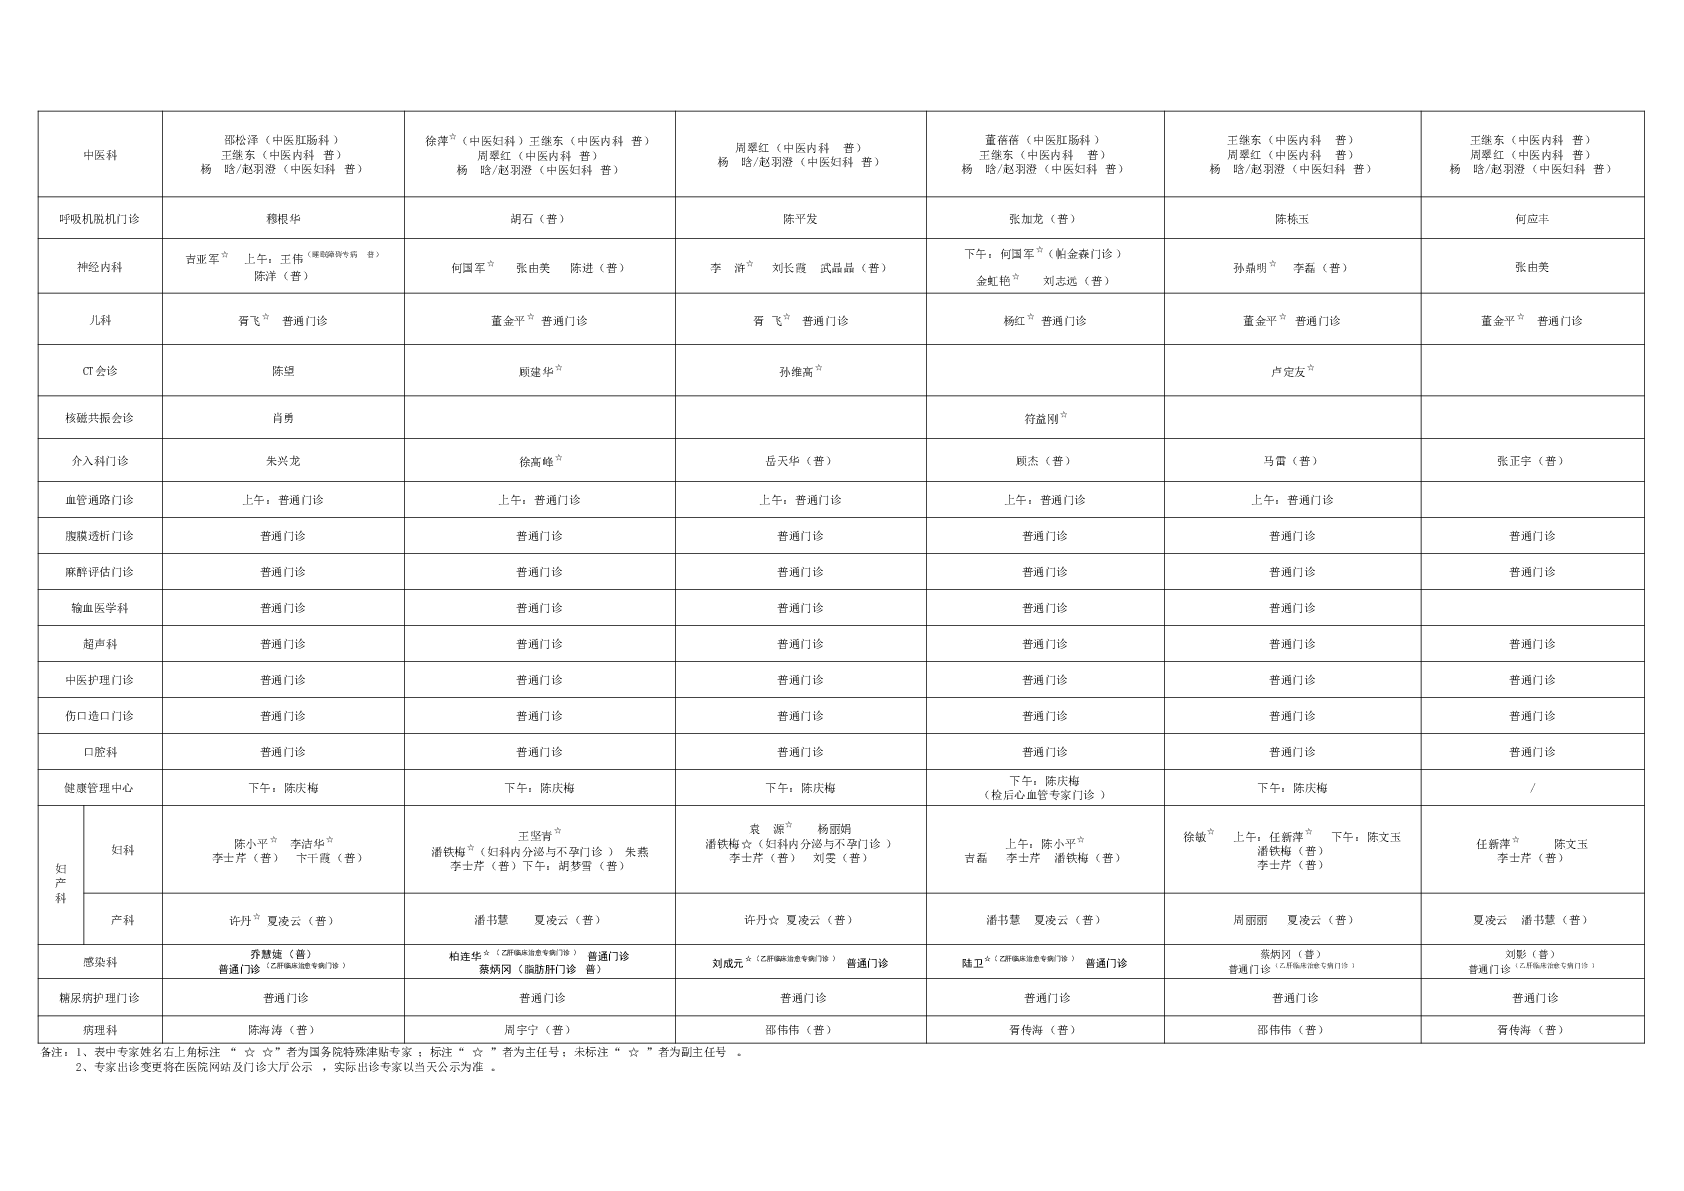 中医科
邵松泽（中医肛肠科）
王继东（中医内科 普）
杨 晗/赵羽澄（中医妇科 普）
徐萍☆（中医妇科）王继东（中医内科 普）
周翠红（中医内科 普）
杨 晗/赵羽澄（中医妇科 普）
周翠红（中医内科 普）
杨 晗/赵羽澄（中医妇科 普）
董蓓蓓（中医肛肠科）
王继东（中医内科 普）
杨 晗/赵羽澄（中医妇科 普）
王继东（中医内科 普）
周翠红（中医内科 普）
杨 晗/赵羽澄（中医妇科 普）
王继东（中医内科 普）
周翠红（中医内科 普）
杨 晗/赵羽澄（中医妇科 普）
呼吸机脱机门诊
穆根华
胡石（普）
陈平发
张加龙（普）
陈栋玉
何应丰
神经内科
吉亚军☆ 上午：王伟（睡眠障碍专病 普）
陈洋（普）
何国军☆ 张由美 陈进（普）
李 浒☆ 刘长霞 武晶晶（普）
下午：何国军☆（帕金森门诊）
金虹艳☆ 刘志远（普）
孙鼎明☆ 李磊（普）
张由美
儿科
胥飞☆ 普通门诊
董金平☆ 普通门诊
胥 飞☆ 普通门诊
杨红☆ 普通门诊
董金平☆ 普通门诊
董金平☆ 普通门诊
CT会诊
陈望
顾建华☆
孙维高☆
卢定友☆
核磁共振会诊
肖勇
符益刚☆
介入科门诊
朱兴龙
徐高峰☆
岳天华（普）
顾杰（普）
马雷（普）
张正宇（普）
血管通路门诊
上午：普通门诊
上午：普通门诊
上午：普通门诊
上午：普通门诊
上午：普通门诊
腹膜透析门诊
普通门诊
普通门诊
普通门诊
普通门诊
普通门诊
普通门诊
麻醉评估门诊
普通门诊
普通门诊
普通门诊
普通门诊
普通门诊
普通门诊
输血医学科
普通门诊
普通门诊
普通门诊
普通门诊
普通门诊
超声科
普通门诊
普通门诊
普通门诊
普通门诊
普通门诊
普通门诊
中医护理门诊
普通门诊
普通门诊
普通门诊
普通门诊
普通门诊
普通门诊
伤口造口门诊
普通门诊
普通门诊
普通门诊
普通门诊
普通门诊
普通门诊
口腔科
普通门诊
普通门诊
普通门诊
普通门诊
普通门诊
普通门诊
健康管理中心
下午：陈庆梅
下午：陈庆梅
下午：陈庆梅
下午：陈庆梅
（检后心血管专家门诊）
下午：陈庆梅
/
妇
产
科
妇科
陈小平☆ 李洁华☆
李士芹（普） 卞干霞（普）
王坚青☆
潘铁梅☆（妇科内分泌与不孕门诊） 朱燕
李士芹（普）下午：胡梦雪（普）
袁 源☆ 杨丽娟
潘铁梅☆（妇科内分泌与不孕门诊）
李士芹（普） 刘雯（普）
上午：陈小平☆
吉磊 李士芹 潘铁梅（普）
徐敏☆ 上午：任新萍☆ 下午：陈文玉
潘铁梅（普）
李士芹（普）
任新萍☆ 陈文玉
李士芹（普）
产科
许丹☆ 夏凌云（普）
潘书慧 夏凌云（普）
许丹☆ 夏凌云（普）
潘书慧 夏凌云（普）
周丽丽 夏凌云（普）
夏凌云 潘书慧（普）
感染科
乔慧婕（普）
普通门诊（乙肝临床治愈专病门诊）
柏连华☆（乙肝临床治愈专病门诊） 普通门诊
蔡炳冈（脂肪肝门诊 普）
刘成元☆（乙肝临床治愈专病门诊） 普通门诊
陆卫☆（乙肝临床治愈专病门诊） 普通门诊
蔡炳冈（普）
普通门诊（乙肝临床治愈专病门诊）
刘影（普）
普通门诊（乙肝临床治愈专病门诊）
糖尿病护理门诊
普通门诊
普通门诊
普通门诊
普通门诊
普通门诊
普通门诊
病理科
陈海涛（普）
周宇宁（普）
邵伟伟（普）
胥传海（普）
邵伟伟（普）
胥传海（普）
备注：1、表中专家姓名右上角标注 “ ☆ ☆”者为国务院特殊津贴专家 ；标注“ ☆ ”者为主任号；未标注“ ☆ ”者为副主任号 。
2、专家出诊变更将在医院网站及门诊大厅公示 ，实际出诊专家以当天公示为准 。